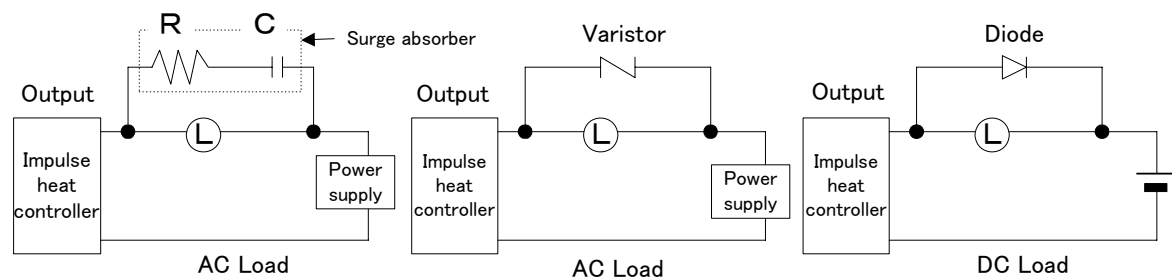 R C
Surge absorber
Output
L
Impulse
heat
controller
Power
supply
AC Load
Varistor
Output
L
Impulse
heat
controller
Power
supply
AC Load
Diode
Output
L
Impulse
heat
controller
DC Load